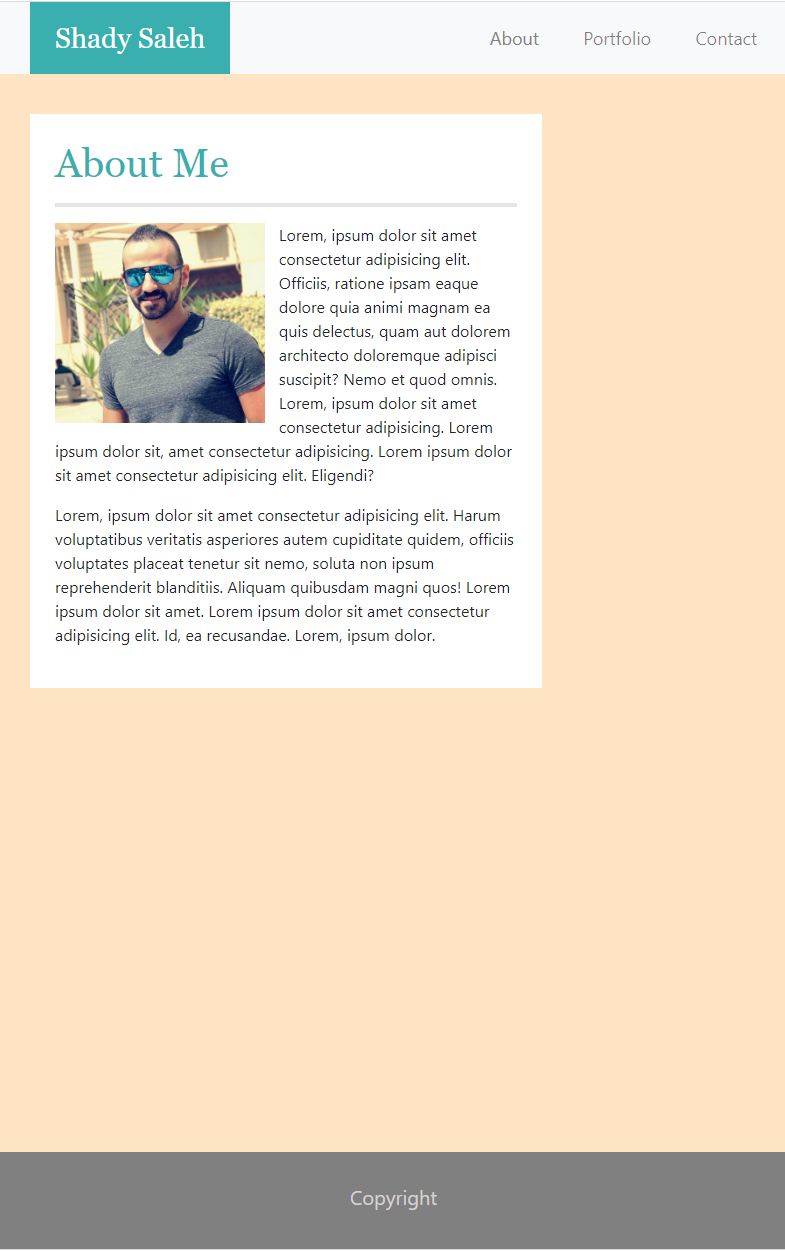 Shady Saleh
About
Portfolio
Contact
About Me
Lorem, ipsum dolor sit amet
consectetur adipisicing elit.
Officiis, ratione ipsam eaque
dolore quia animi magnam ea
quis delectus, quam aut dolorem
architecto doloremque adipisci
suscipit? Nemo et quod omnis.
Lorem, ipsum dolor sit amet
consectetur adipisicing. Lorem
ipsum dolor sit, amet consectetur adipisicing. Lorem ipsum dolor
sit amet consectetur adipisicing elit. Eligendi?
Lorem, ipsum dolor sit amet consectetur adipisicing elit. Harum
voluptatibus veritatis asperiores autem cupiditate quidem, officiis
voluptates placeat tenetur sit nemo, soluta non ipsum
reprehenderit blanditiis. Aliquam quibusdam magni quos! Lorem
ipsum dolor sit amet. Lorem ipsum dolor sit amet consectetur
adipisicing elit. Id, ea recusandae. Lorem, ipsum dolor.
Copyright